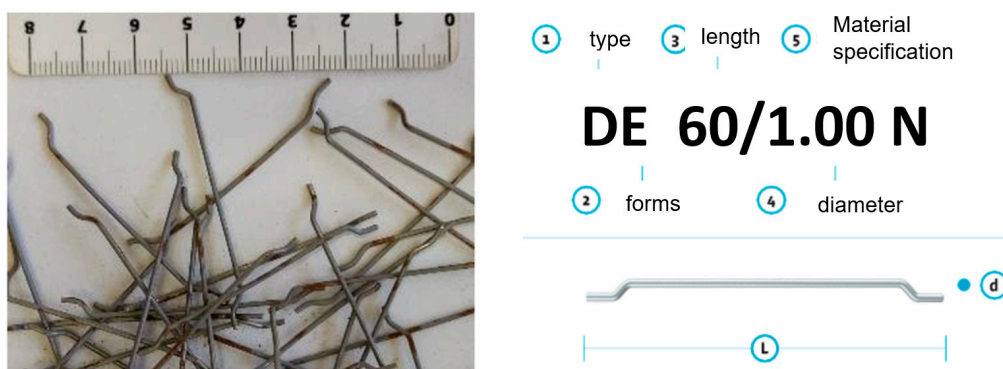 8 7 6 5 4 3 2 1 0
1 type 3 length 5 Material
specification
DE 60/1.00 N
2 forms 4 diameter
d
L